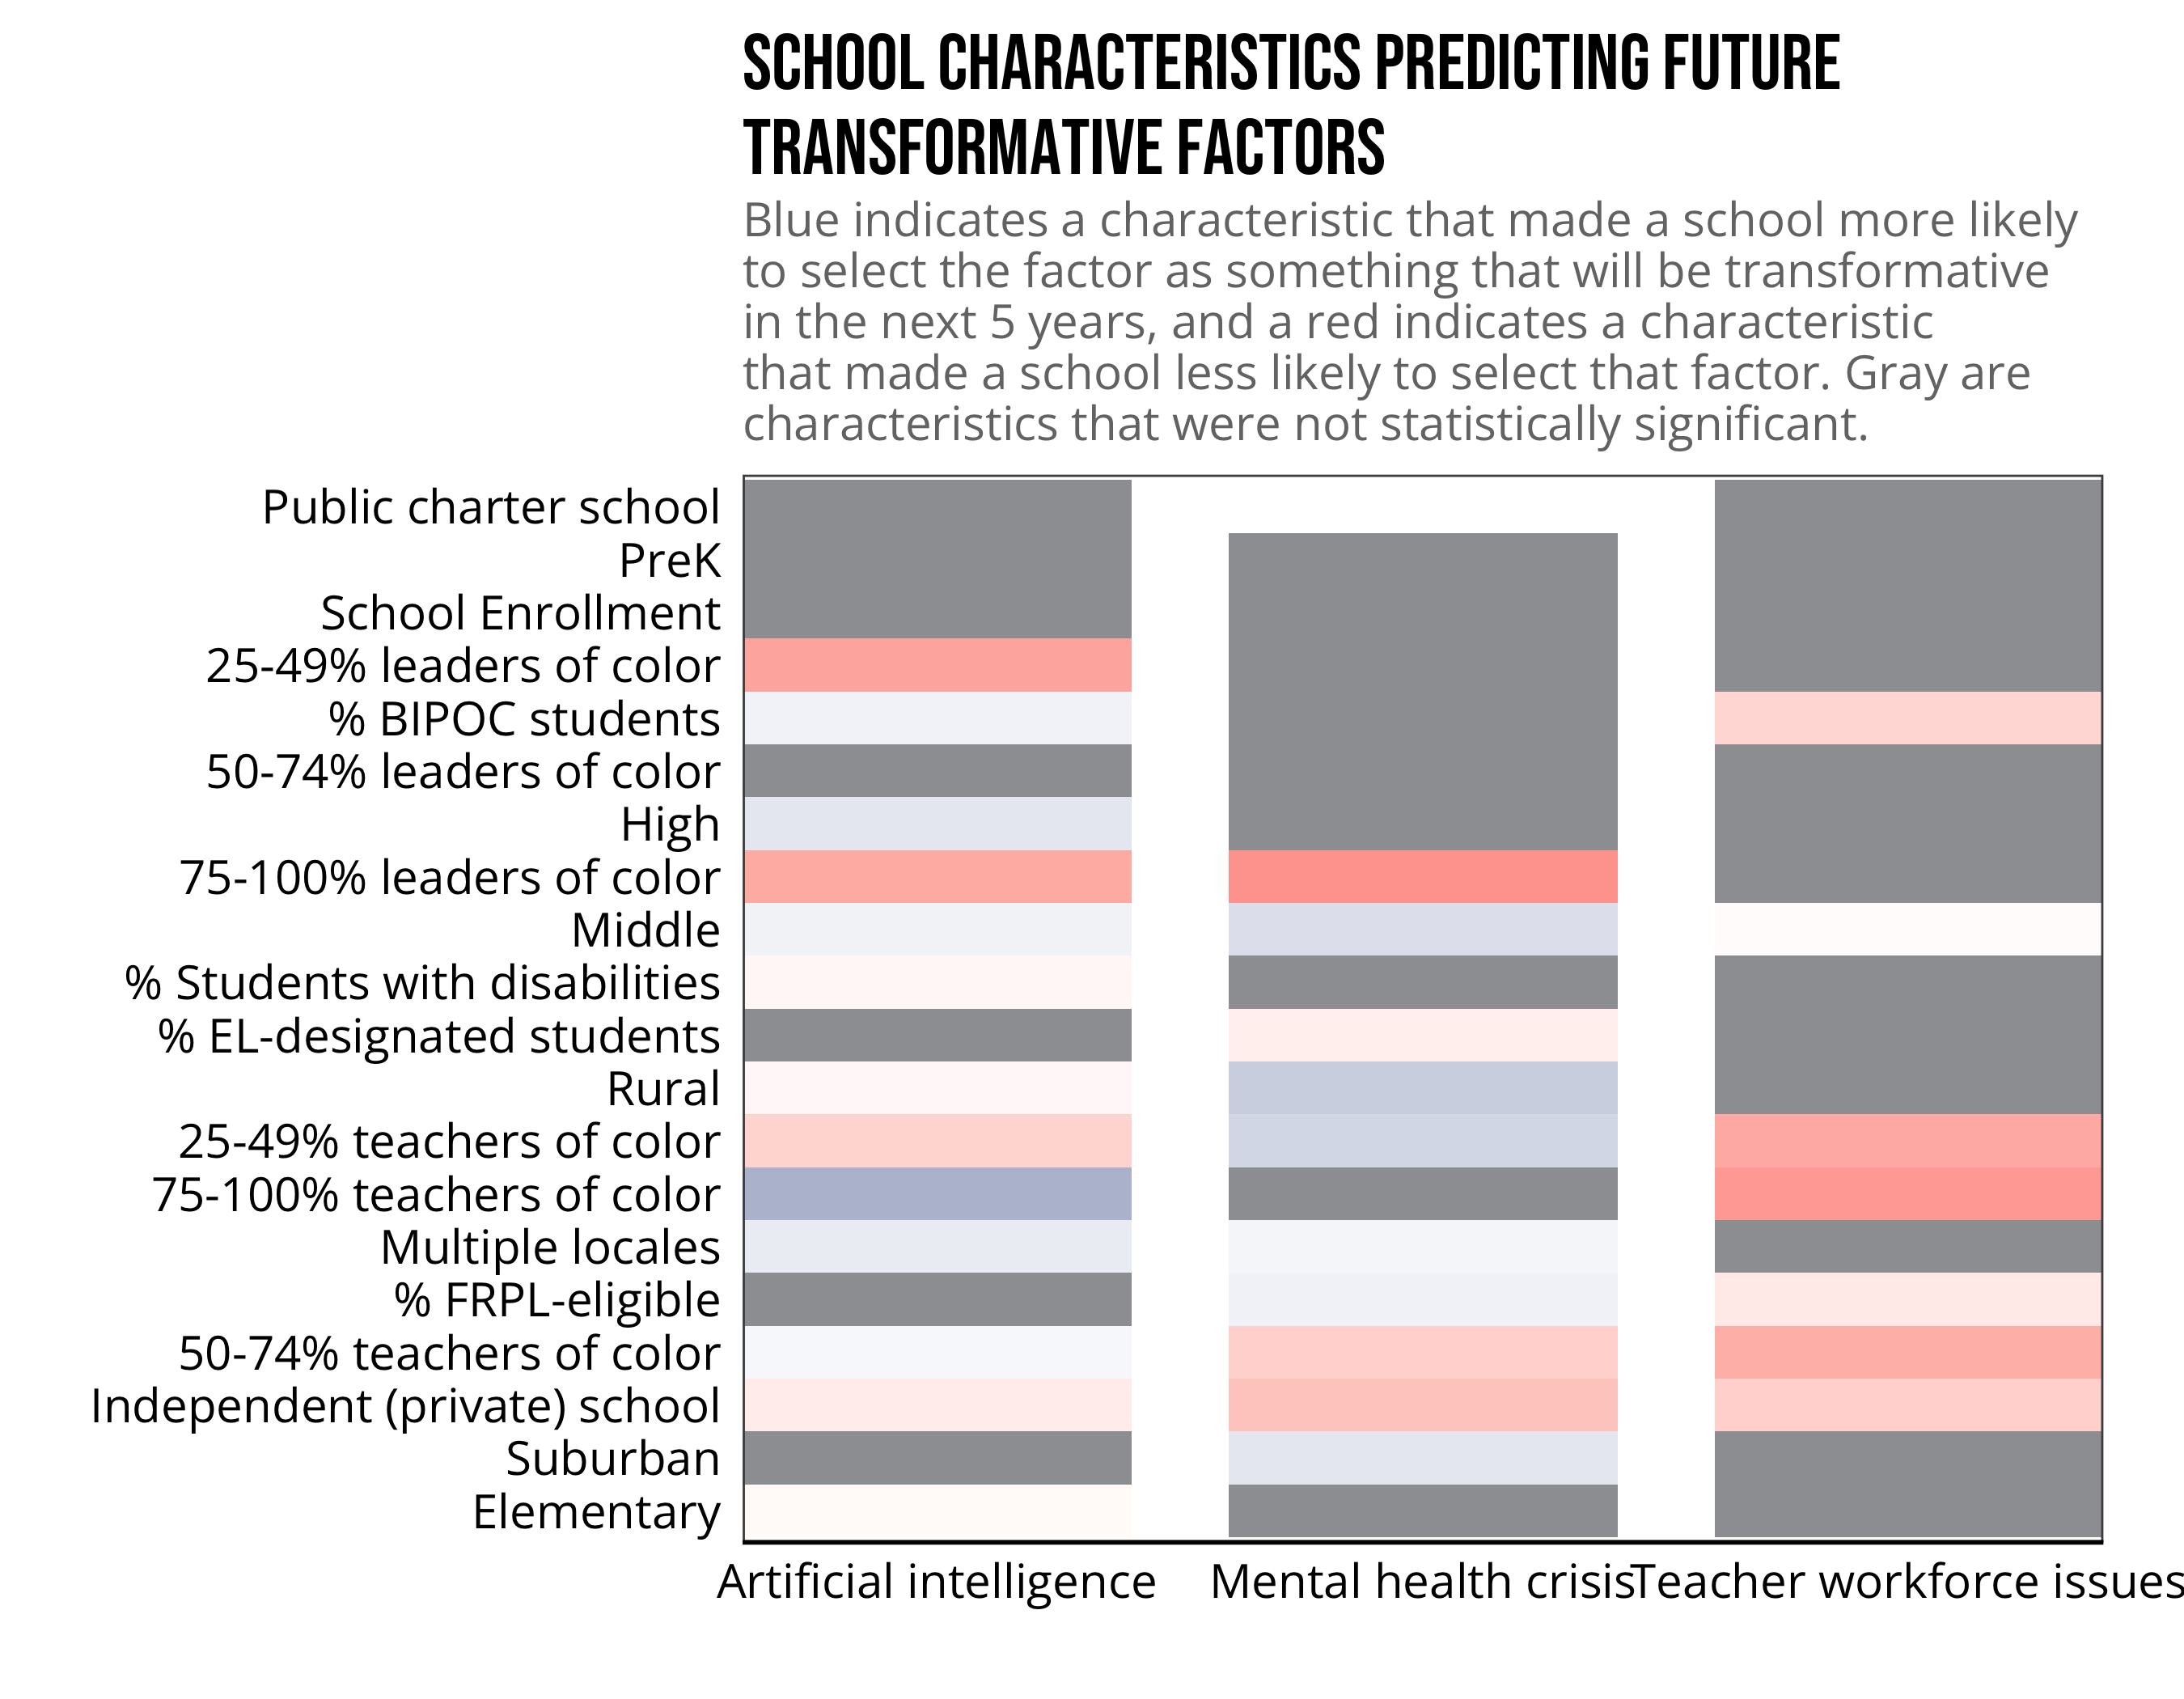 SCHOOL CHARACTERISTICS PREDICTING FUTURE
TRANSFORMATIVE FACTORS
Blue indicates a characteristic that made a school more likely
to select the factor as something that will be transformative
in the next 5 years, and a red indicates a characteristic
that made a school less likely to select that factor. Gray are
characteristics that were not statistically significant.
Public charter school
PreK
School Enrollment
25-49% leaders of color
% BIPOC students
50-74% leaders of color
High
75-100% leaders of color
Middle
% Students with disabilities
% EL-designated students
Rural
25-49% teachers of color
75-100% teachers of color
Multiple locales
% FRPL-eligible
50-74% teachers of color
Independent (private) school
Suburban
Elementary
Artificial intelligence
Mental health crisis
Teacher workforce issues